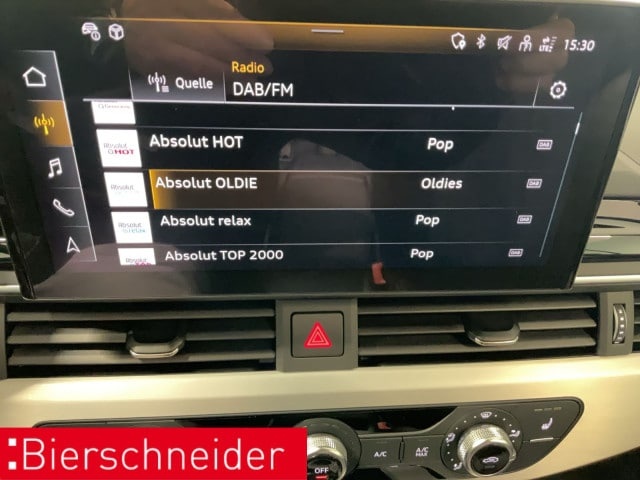 15:30
Radio
Quelle DAB/FM
Absolut HOT Pop DAB
Absolut OLDIE Oldies DAB
Absolut relax Pop DAB
Absolut TOP 2000 Pop DAB
A/C A/C MAX
OFF
Bierschneider